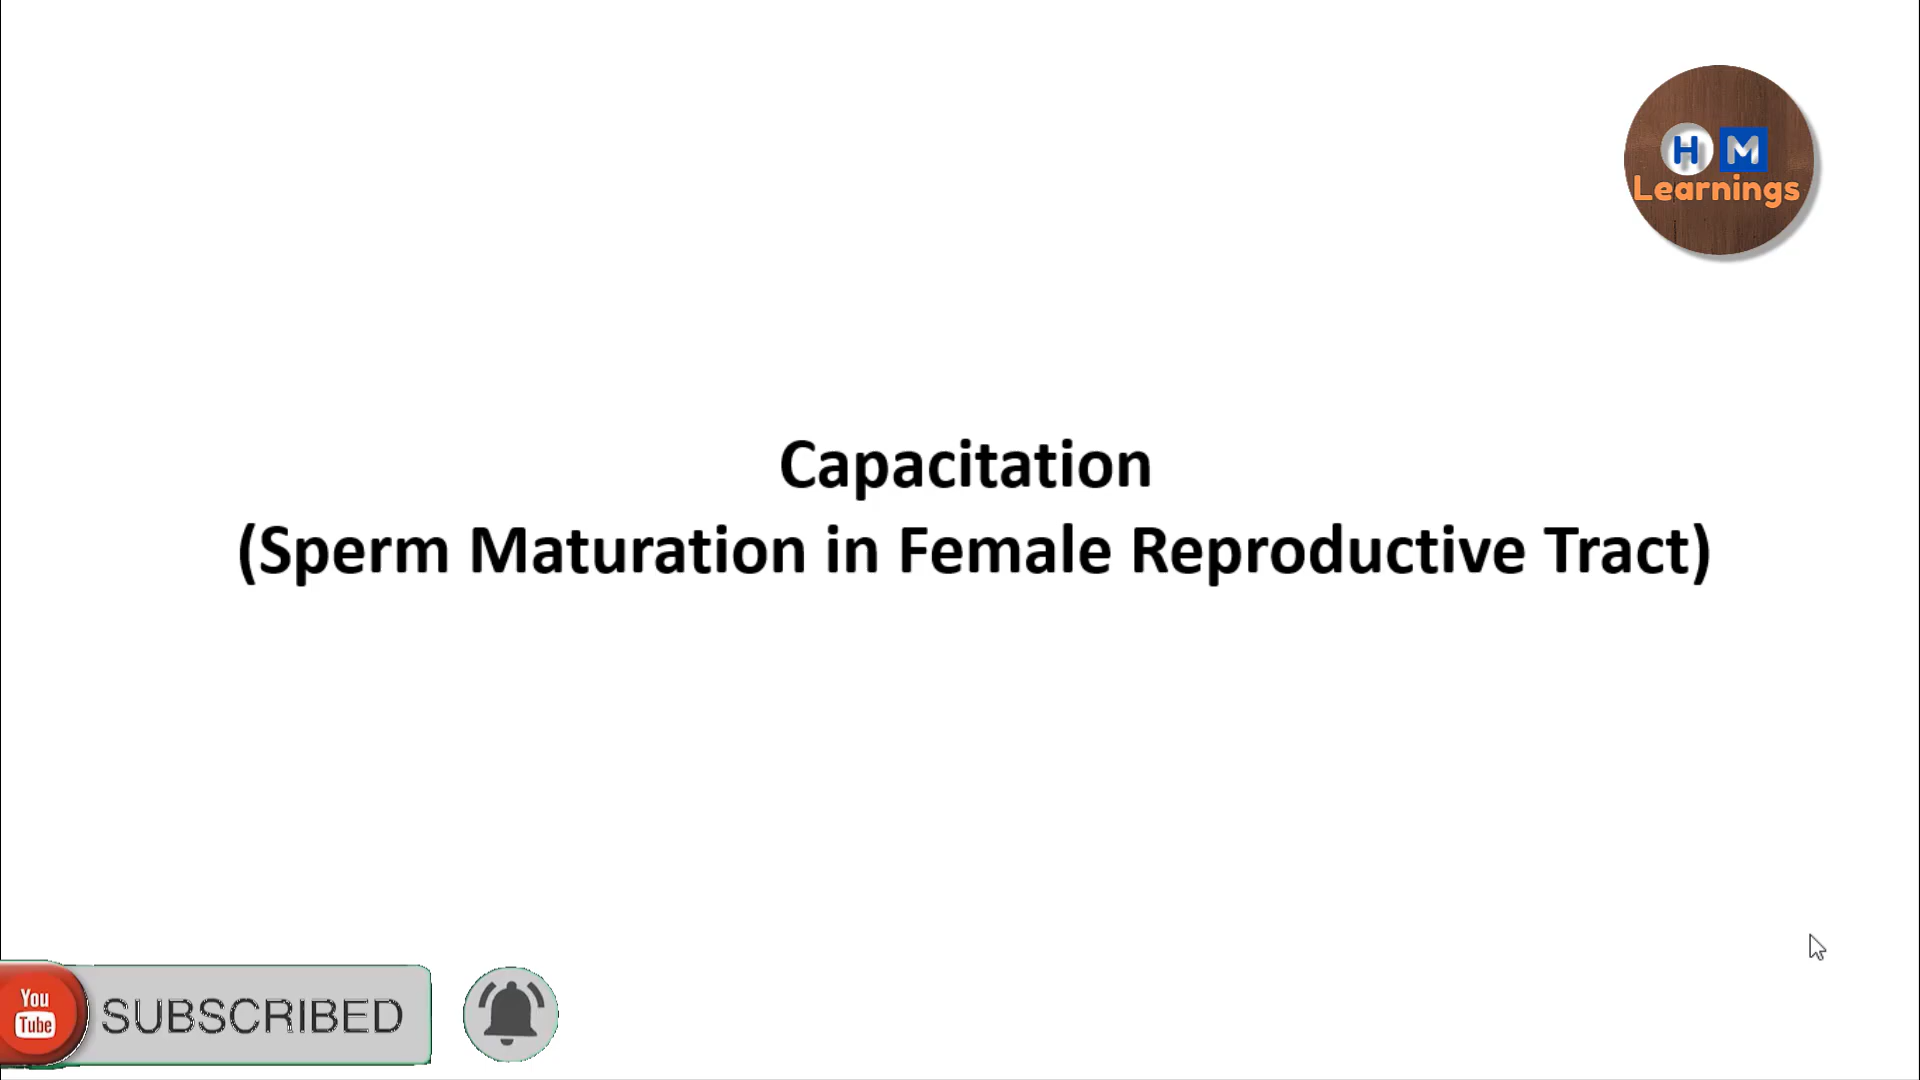 H M
Learnings
Capacitation
(Sperm Maturation in Female Reproductive Tract)
You
Tube
SUBSCRIBED